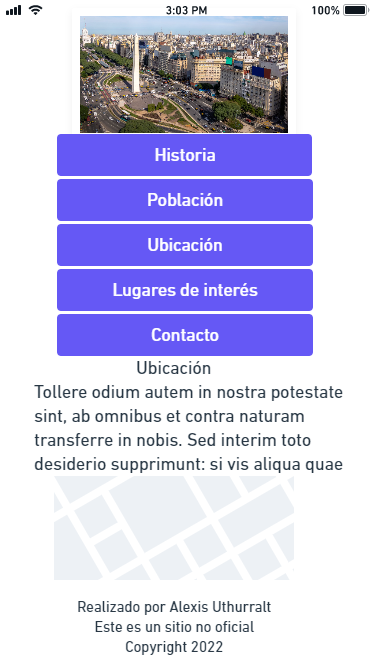 3:03 PM
100%
Historia
Población
Ubicación
Lugares de interés
Contacto
Ubicación
Tollere odium autem in nostra potestate
sint, ab omnibus et contra naturam
transferre in nobis. Sed interim toto
desiderio supprimunt: si vis aliqua quae
Realizado por Alexis Uthurralt
Este es un sitio no oficial
Copyright 2022